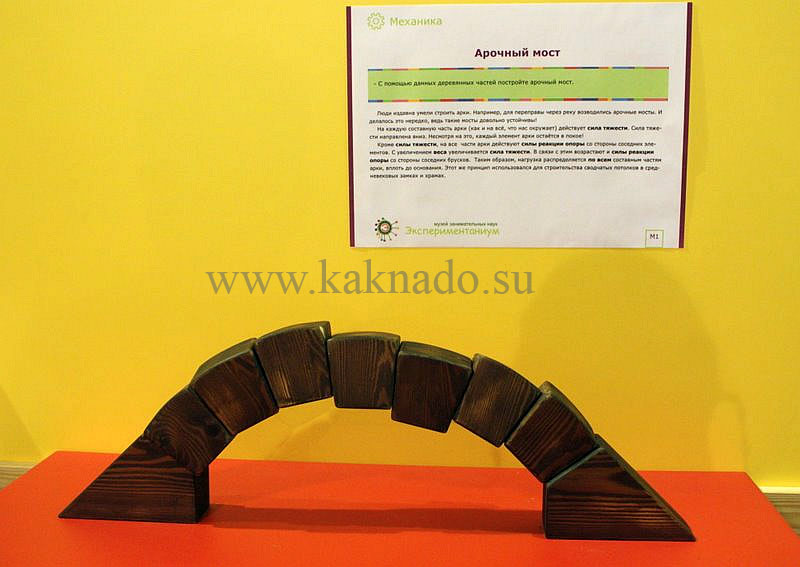 Механика
Арочный мост
- С помощью данных деревянных частей постройте арочный мост.
Люди издавна умели строить арки. Например, для переправы через реку возводились арочные мосты. И
делалось это нередко, ведь такие мосты довольно устойчивы!
На каждую составную часть арки (как и на всё, что нас окружает) действует сила тяжести. Сила тяже-
сти направлена вниз. Несмотря на это, каждый элемент арки остаётся в покое!
Кроме силы тяжести, на все части арки действуют силы реакции опоры со стороны соседних эле-
ментов. С увеличением веса увеличивается сила тяжести. В связи с этим возрастают и силы реакции
опоры со стороны соседних брусков. Таким образом, нагрузка распределяется по всем составным частям
арки, вплоть до основания. Этот же принцип использовался для строительства сводчатых потолков в сред-
невековых замках и храмах.
музей занимательных наук
Экспериментаниум
М1
www.kaknado.su